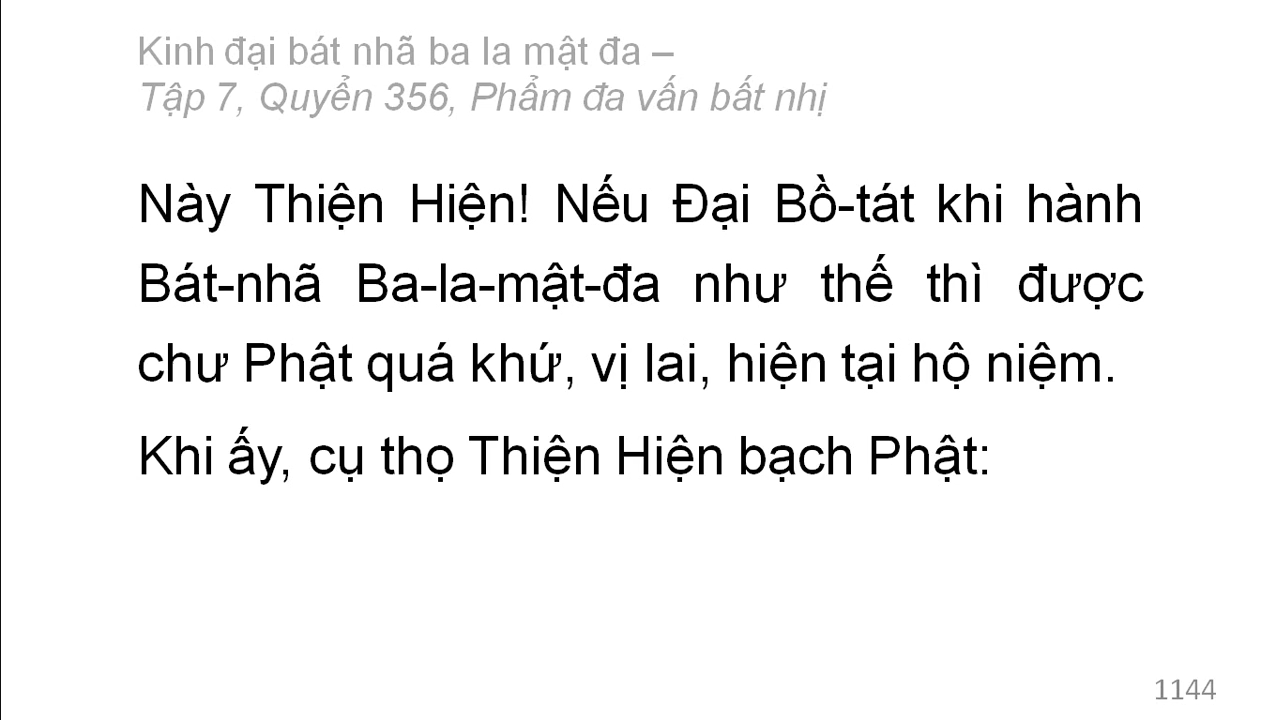 Kinh đại bát nhã ba la mật đa –
Tập 7, Quyển 356, Phẩm đa vấn bất nhị
Này Thiện Hiện! Nếu Đại Bồ-tát khi hành
Bát-nhã Ba-la-mật-đa như thế thì được
chư Phật quá khứ, vị lai, hiện tại hộ niệm.
Khi ấy, cụ thọ Thiện Hiện bạch Phật:
1144